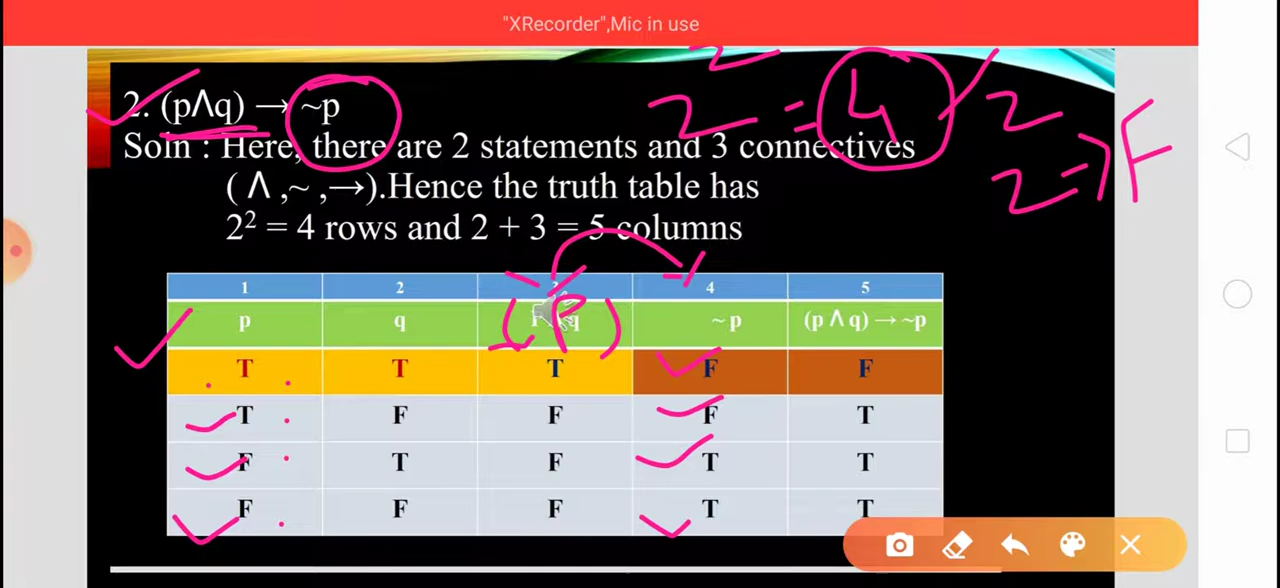 "XRecorder",Mic in use
2
2. (p∧q) → ~p
2 = 4
2
2 => F
Soln : Here, there are 2 statements and 3 connectives
( ∧ ,~ ,→).Hence the truth table has
2² = 4 rows and 2 + 3 = 5 columns
1 2 3 4 5
p q q ~ p (p ∧ q) → ~p
( P )
T T T F F
T F F F T
F T F T T
F F F T T